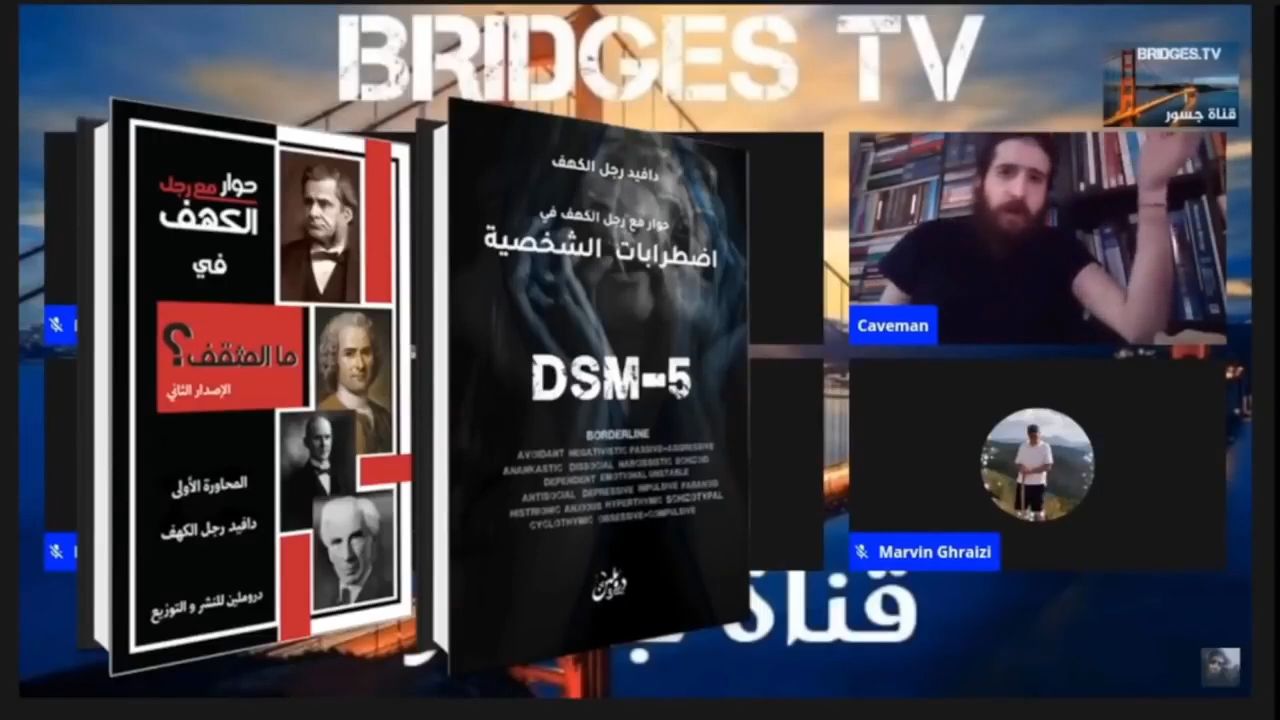 BRIDGES TV
BRIDGES.TV
قناة جسور
حوار مع رجل
الكهف
في
ما المثقف؟
الإصدار الثاني
المحاورة الأولى
دافيد رجل الكهف
دروملين للنشر و التوزيع
دافيد رجل الكهف
حوار مع رجل الكهف في
اضطرابات الشخصية
DSM-5
BORDERLINE
AVOIDANT NEGATIVISTIC PASSIVE-AGGRESSIVE
ANANKASTIC DISSOCIAL NARCISSISTIC SCHIZOID
DEPENDENT EMOTIONAL UNSTABLE
ANTISOCIAL DEPRESSIVE IMPULSIVE PARANOID
HISTRIONIC ANXIOUS HYPERTHYMIC SCHIZOTYPAL
CYCLOTHYMIC OBSESSIVE-COMPULSIVE
دروملين
Caveman
Marvin Ghraizi
قناة